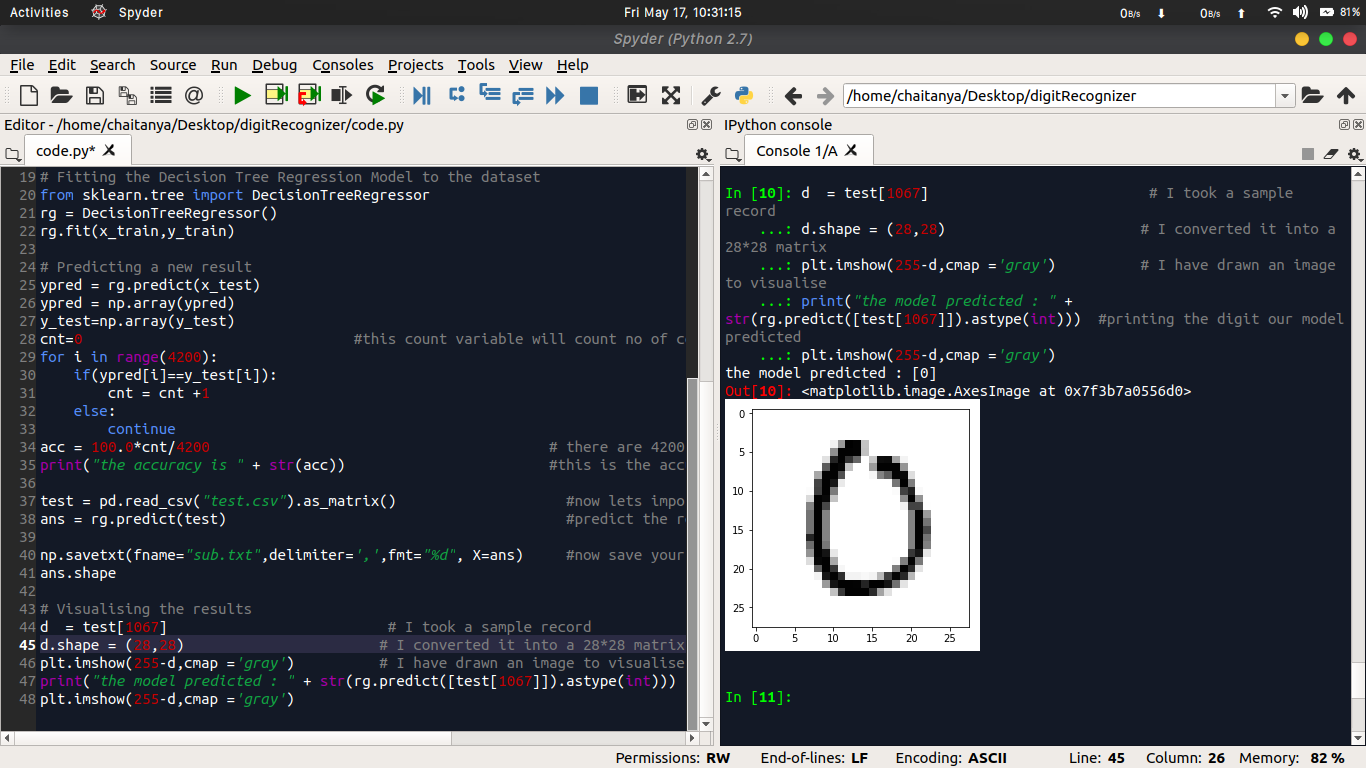 Activities Spyder Fri May 17, 10:31:15 0B/s 0B/s 81%
Spyder (Python 2.7)
File Edit Search Source Run Debug Consoles Projects Tools View Help
/home/chaitanya/Desktop/digitRecognizer
Editor - /home/chaitanya/Desktop/digitRecognizer/code.py
code.py*
19 # Fitting the Decision Tree Regression Model to the dataset
20 from sklearn.tree import DecisionTreeRegressor
21 rg = DecisionTreeRegressor()
22 rg.fit(x_train,y_train)
23
24 # Predicting a new result
25 ypred = rg.predict(x_test)
26 ypred = np.array(ypred)
27 y_test=np.array(y_test)
28 cnt=0 #this count variable will count no of c
29 for i in range(4200):
30     if(ypred[i]==y_test[i]):
31         cnt = cnt +1
32     else:
33         continue
34 acc = 100.0*cnt/4200 # there are 4200
35 print("the accuracy is " + str(acc)) #this is the acc
36
37 test = pd.read_csv("test.csv").as_matrix() #now lets impo
38 ans = rg.predict(test) #predict the r
39
40 np.savetxt(fname="sub.txt",delimiter=',',fmt="%d", X=ans) #now save your
41 ans.shape
42
43 # Visualising the results
44 d  = test[1067] # I took a sample record
45 d.shape = (28,28) # I converted it into a 28*28 matrix
46 plt.imshow(255-d,cmap ='gray') # I have drawn an image to visualise
47 print("the model predicted : " + str(rg.predict([test[1067]]).astype(int)))
48 plt.imshow(255-d,cmap ='gray')
IPython console
Console 1/A
In [10]: d  = test[1067] # I took a sample
record
...: d.shape = (28,28) # I converted it into a
28*28 matrix
...: plt.imshow(255-d,cmap ='gray') # I have drawn an image
to visualise
...: print("the model predicted : " +
str(rg.predict([test[1067]]).astype(int))) #printing the digit our model
predicted
...: plt.imshow(255-d,cmap ='gray')
the model predicted : [0]
Out[10]: <matplotlib.image.AxesImage at 0x7f3b7a0556d0>
0
5
10
15
20
25
0 5 10 15 20 25
In [11]:
Permissions: RW End-of-lines: LF Encoding: ASCII Line: 45 Column: 26 Memory: 82 %